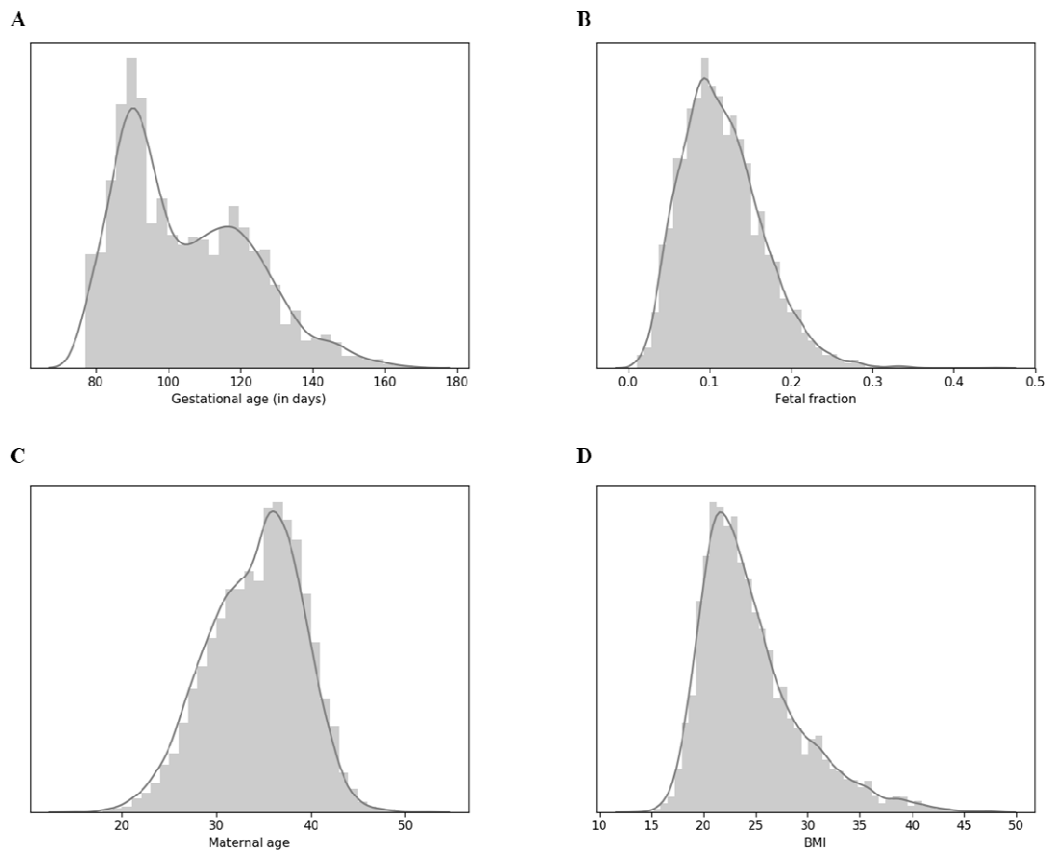 A
B
80 100 120 140 160 180
Gestational age (in days)
0.0 0.1 0.2 0.3 0.4 0.5
Fetal fraction
C
D
20 30 40 50
Maternal age
10 15 20 25 30 35 40 45 50
BMI